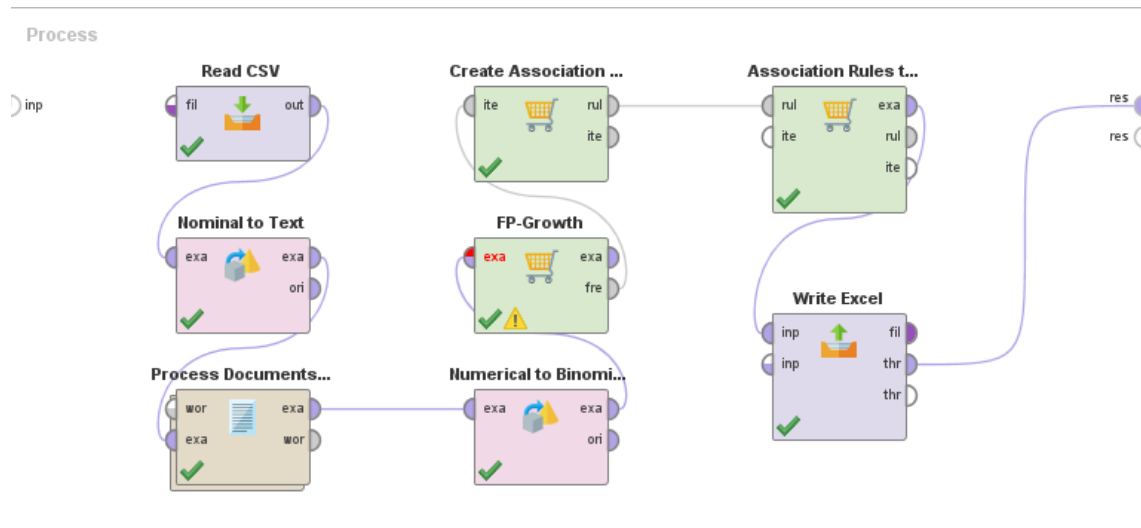 Process
Read CSV
Create Association ...
Association Rules t...
inp
fil
out
ite
rul
ite
rul
exa
ite
rul
ite
res
res
Nominal to Text
FP-Growth
exa
exa
ori
exa
exa
fre
Write Excel
inp
fil
inp
thr
thr
Process Documents...
Numerical to Binomi...
wor
exa
exa
wor
exa
exa
ori